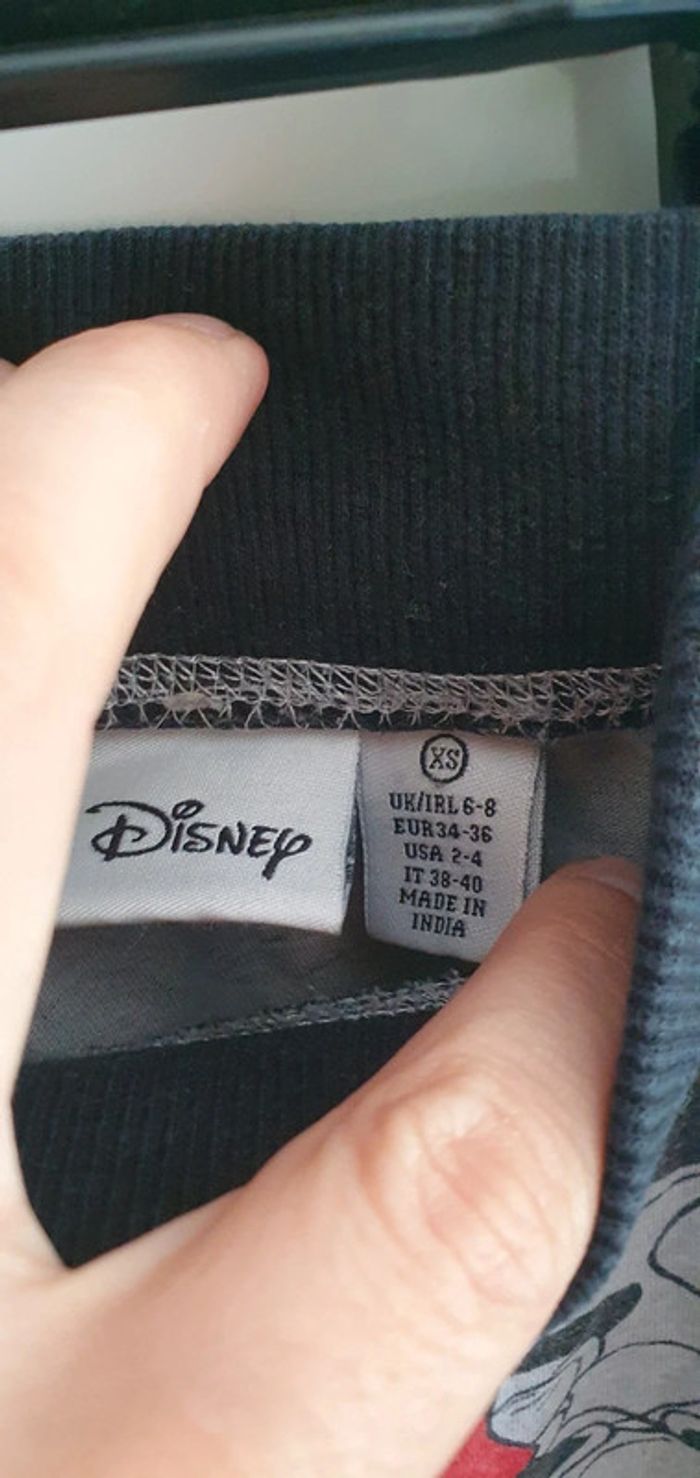 DISNEY
XS
UK/IRL 6-8
EUR34-36
USA 2-4
IT 38-40
MADE IN
INDIA